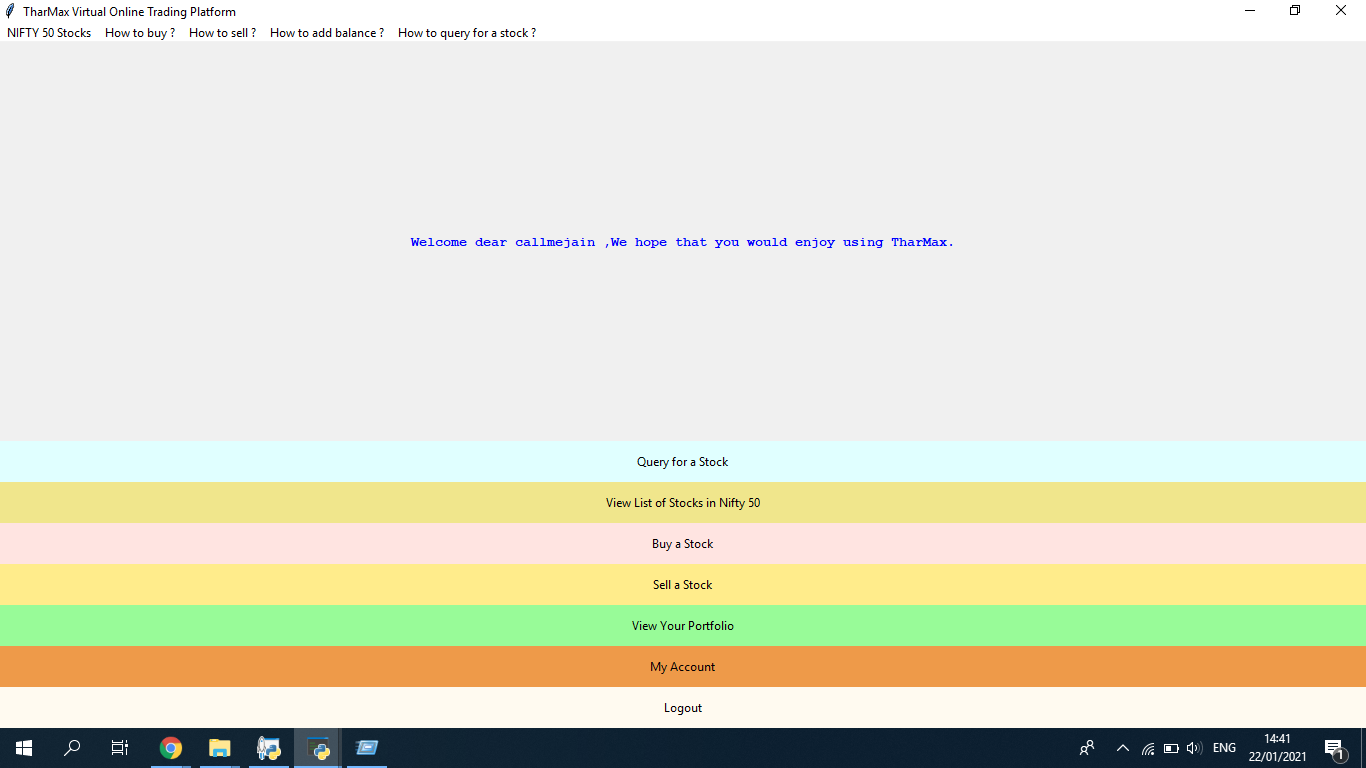 TharMax Virtual Online Trading Platform
NIFTY 50 Stocks How to buy ? How to sell ? How to add balance ? How to query for a stock ?
Welcome dear callmejain ,We hope that you would enjoy using TharMax.
Query for a Stock
View List of Stocks in Nifty 50
Buy a Stock
Sell a Stock
View Your Portfolio
My Account
Logout
ENG
14:41
22/01/2021
1